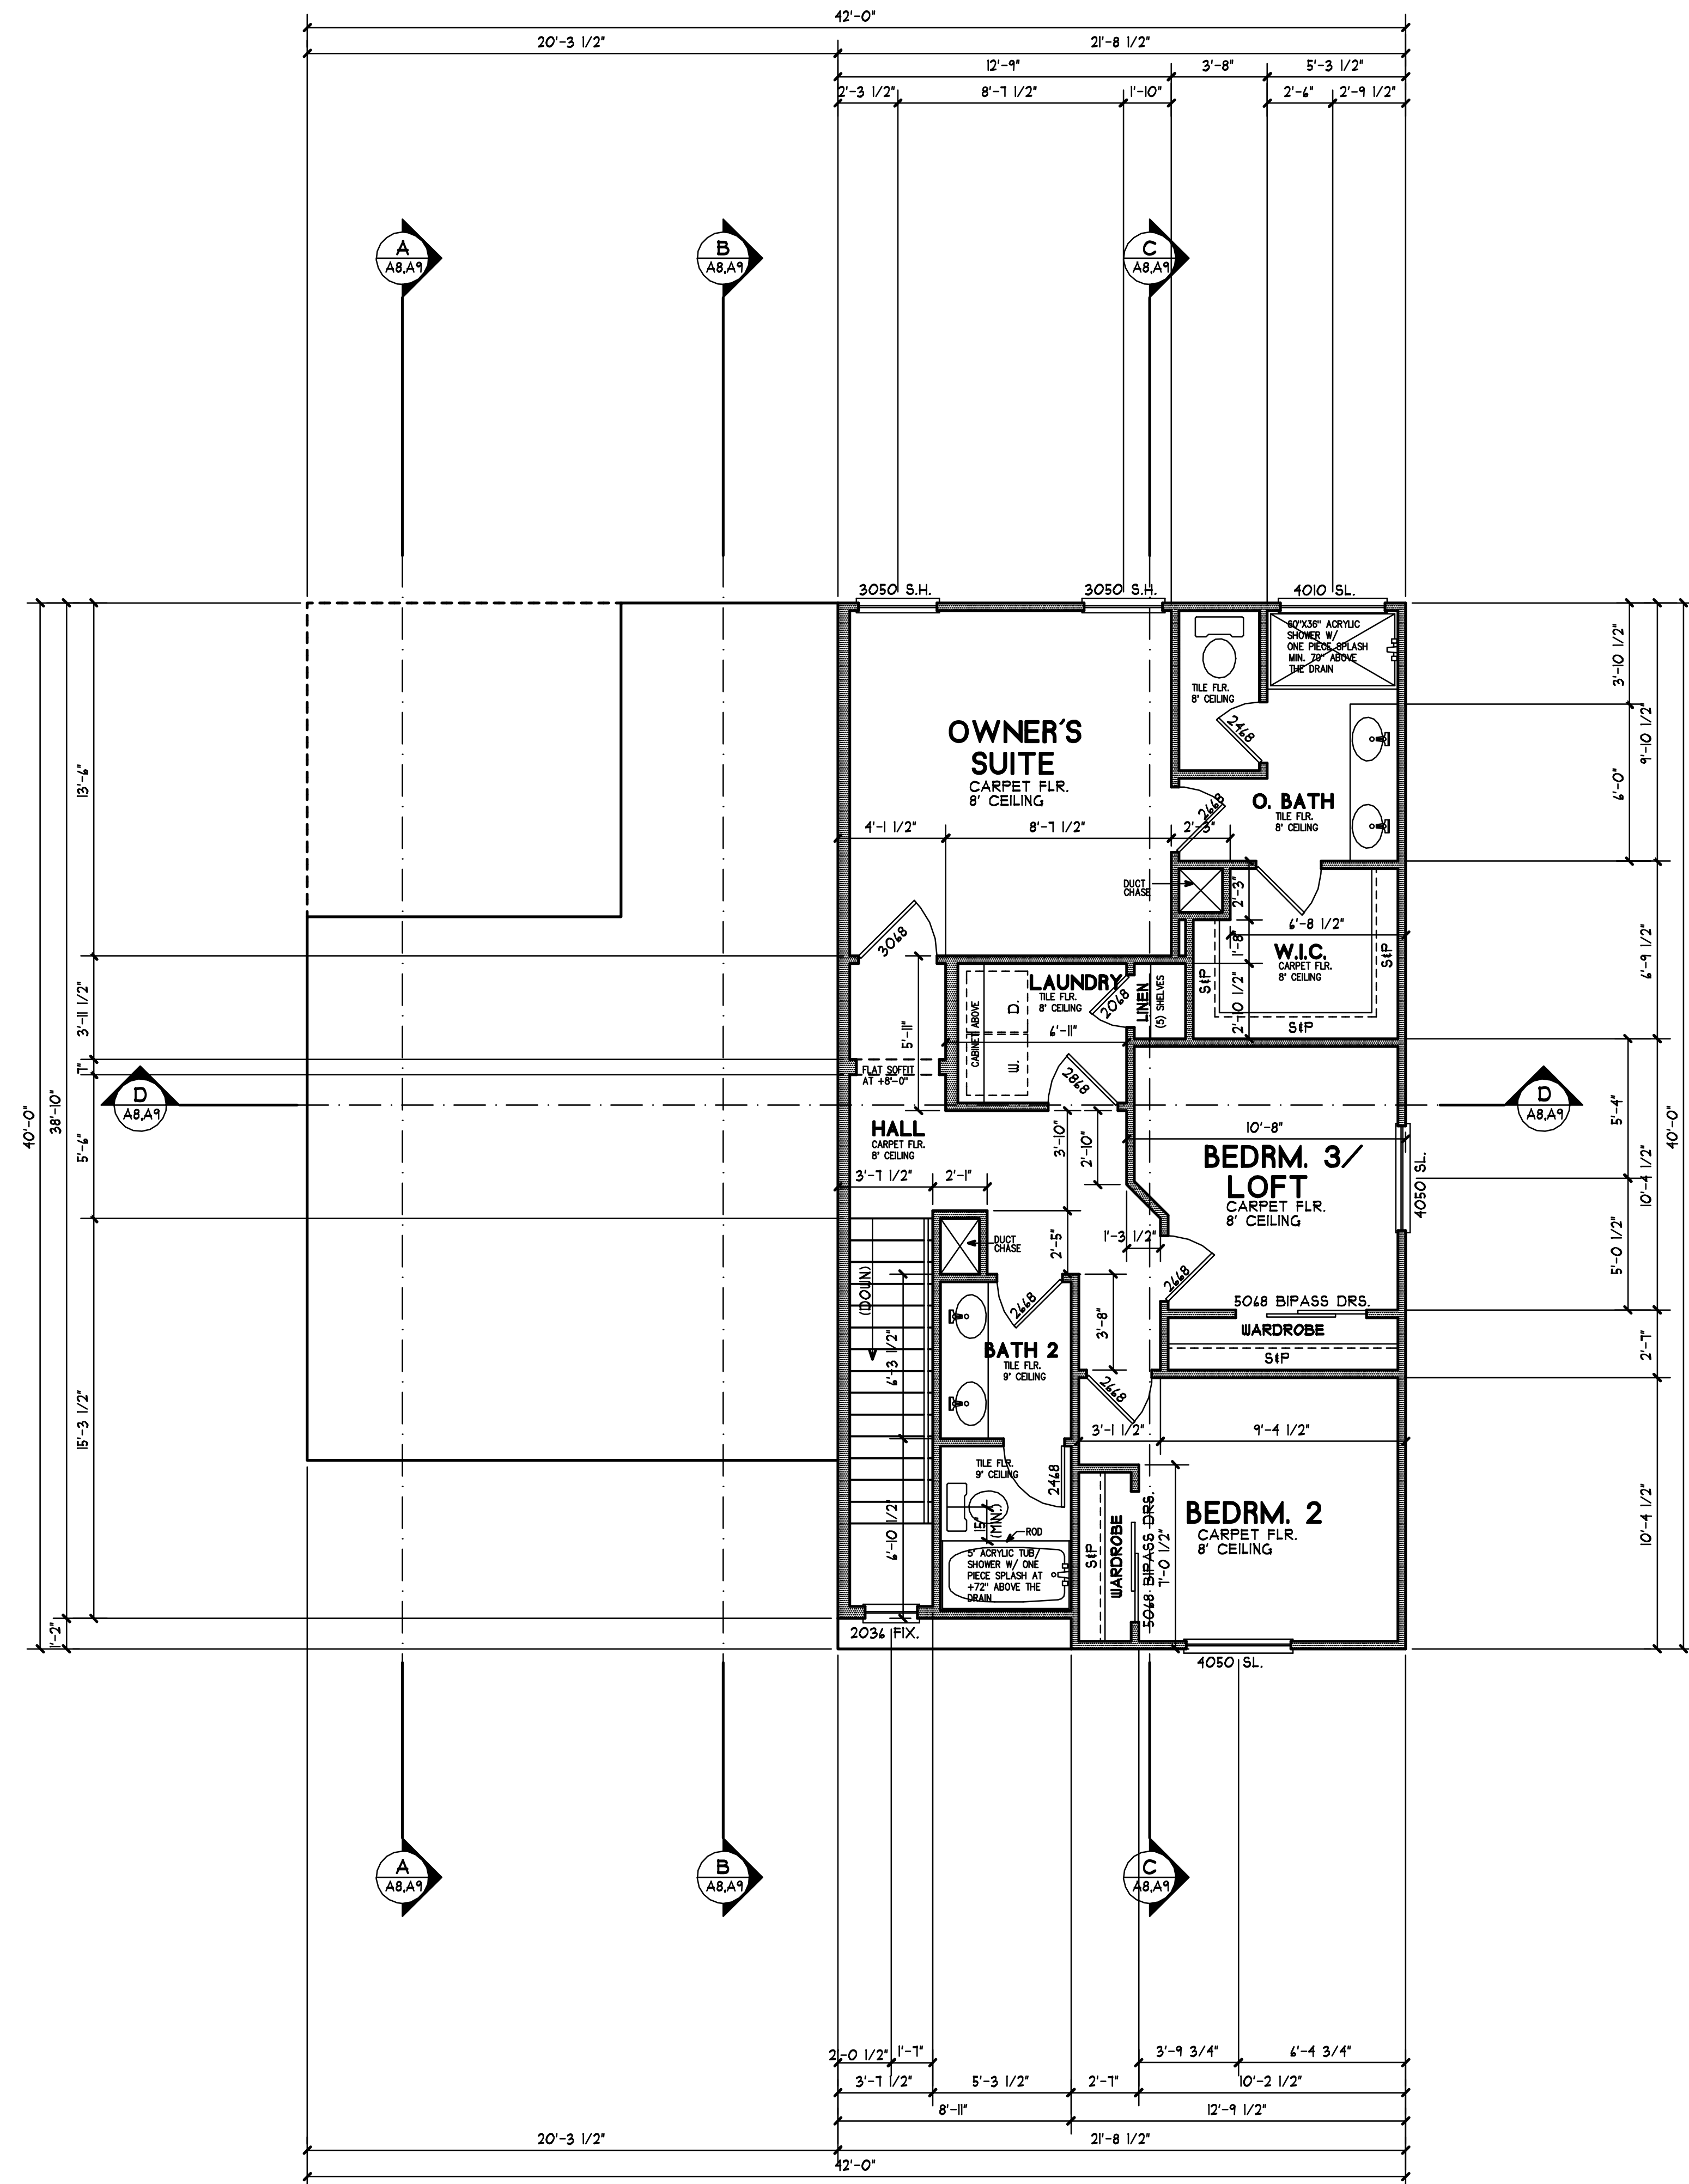 42'-0"
20'-3 1/2"
21'-8 1/2"
12'-9"
3'-8"
5'-3 1/2"
2'-3 1/2"
8'-7 1/2"
1'-10"
2'-6"
2'-9 1/2"
A
A8,A9
B
A8,A9
C
A8,A9
3050 S.H.
3050 S.H.
4010 SL.
60"X36" ACRYLIC
SHOWER W/
ONE PIECE SPLASH
MIN. 70" ABOVE
THE DRAIN
TILE FLR.
8' CEILING
2468
OWNER'S
SUITE
CARPET FLR.
8' CEILING
O. BATH
TILE FLR.
8' CEILING
2668
4'-1 1/2"
8'-7 1/2"
2'-3"
DUCT
CHASE
2'-3"
6'-8 1/2"
1'-8"
2'-10 1/2"
W.I.C.
CARPET FLR.
8' CEILING
S&P
S&P
S&P
3068
LAUNDRY
TILE FLR.
8' CEILING
2068
LINEN
(5) SHELVES
CABINET ABOVE
D.
W.
6'-11"
5'-11"
2868
FLAT SOFFIT
AT +8'-0"
HALL
CARPET FLR.
8' CEILING
3'-10"
2'-10"
10'-8"
BEDRM. 3/
LOFT
CARPET FLR.
8' CEILING
4050 SL.
3'-7 1/2"
2'-1"
DUCT
CHASE
2'-5"
1'-3 1/2"
2668
(DOWN)
2668
5068 BIPASS DRS.
WARDROBE
S&P
6'-3 1/2"
BATH 2
TILE FLR.
9' CEILING
3'-8"
2668
3'-1 1/2"
9'-4 1/2"
TILE FLR.
9' CEILING
2468
15"
(MIN.)
ROD
6'-10 1/2"
5' ACRYLIC TUB/
SHOWER W/ ONE
PIECE SPLASH AT
+72" ABOVE THE
DRAIN
S&P
WARDROBE
5068 BIPASS DRS.
7'-0 1/2"
BEDRM. 2
CARPET FLR.
8' CEILING
2036 FIX.
4050 SL.
40'-0"
38'-10"
13'-6"
3'-11 1/2"
7"
5'-6"
15'-3 1/2"
1'-2"
D
A8,A9
D
A8,A9
3'-10 1/2"
6'-0"
9'-10 1/2"
6'-9 1/2"
5'-4"
5'-0 1/2"
10'-4 1/2"
2'-7"
10'-4 1/2"
40'-0"
A
A8,A9
B
A8,A9
C
A8,A9
2'-0 1/2"
1'-7"
3'-9 3/4"
6'-4 3/4"
3'-7 1/2"
5'-3 1/2"
2'-7"
10'-2 1/2"
8'-11"
12'-9 1/2"
20'-3 1/2"
21'-8 1/2"
42'-0"